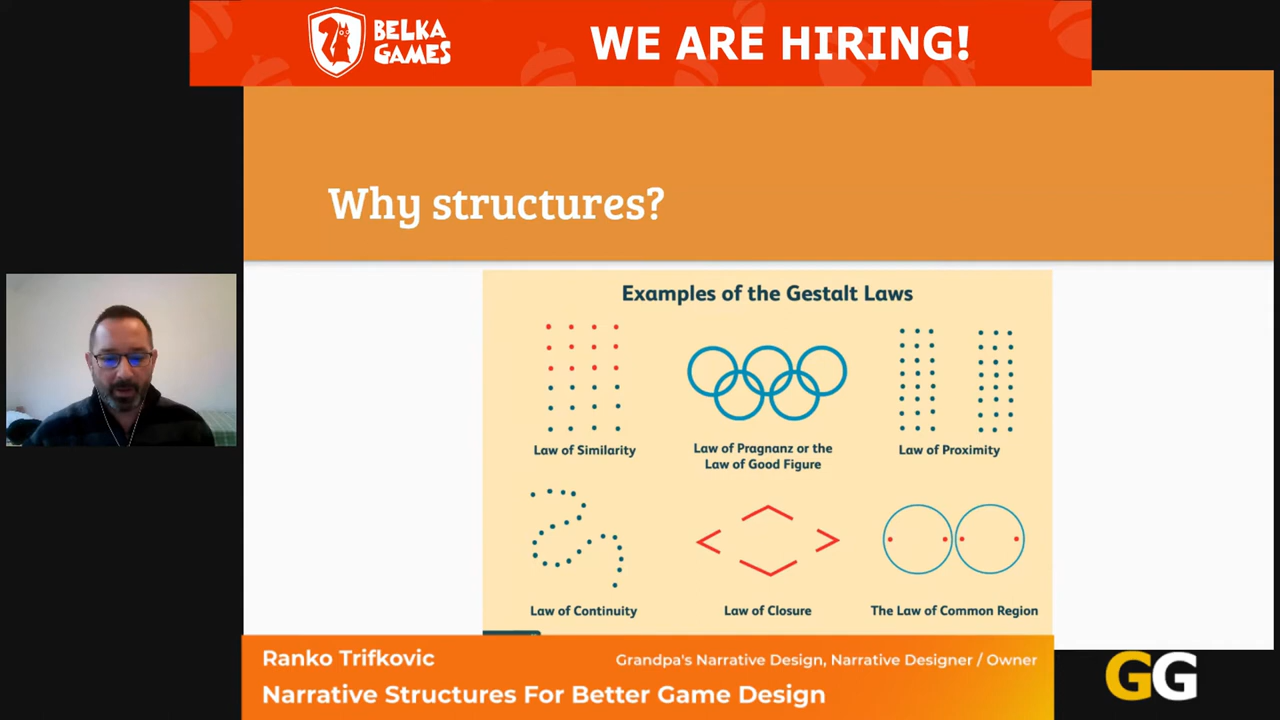 BELKA
GAMES
WE ARE HIRING!
Why structures?
Examples of the Gestalt Laws
Law of Similarity
Law of Pragnanz or the
Law of Good Figure
Law of Proximity
Law of Continuity
Law of Closure
The Law of Common Region
Ranko Trifkovic
Grandpa's Narrative Design, Narrative Designer / Owner
Narrative Structures For Better Game Design
GG